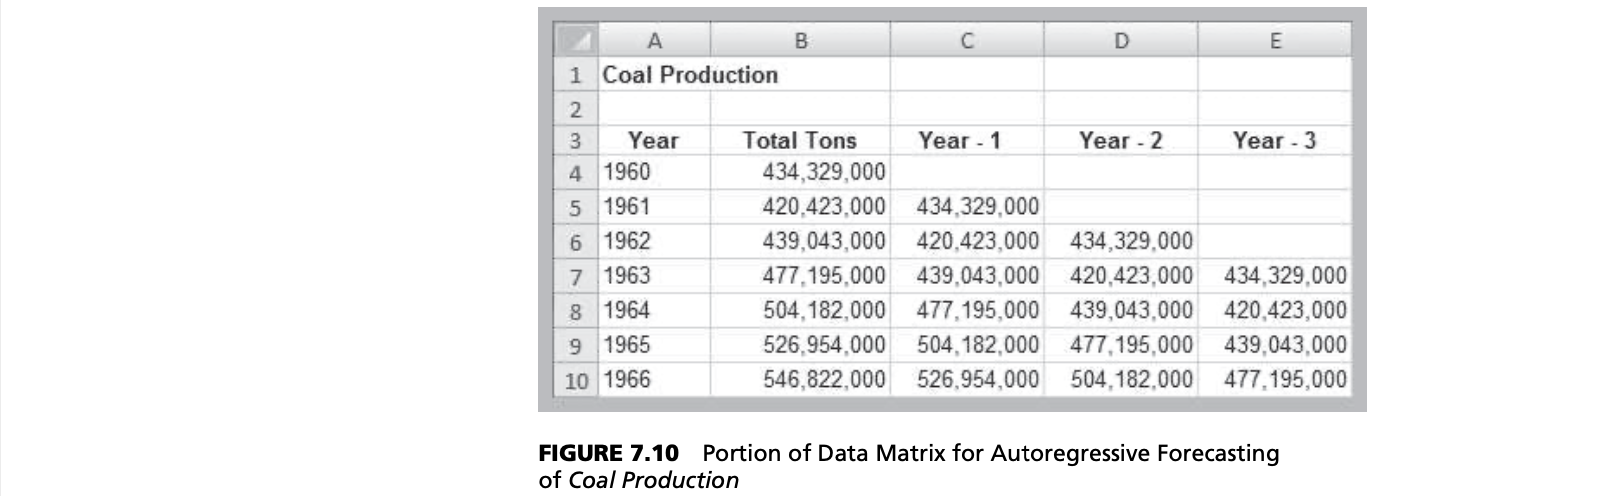 A B C D E
1 Coal Production
2
3 Year Total Tons Year - 1 Year - 2 Year - 3
4 1960 434,329,000
5 1961 420,423,000 434,329,000
6 1962 439,043,000 420,423,000 434,329,000
7 1963 477,195,000 439,043,000 420,423,000 434,329,000
8 1964 504,182,000 477,195,000 439,043,000 420,423,000
9 1965 526,954,000 504,182,000 477,195,000 439,043,000
10 1966 546,822,000 526,954,000 504,182,000 477,195,000
FIGURE 7.10 Portion of Data Matrix for Autoregressive Forecasting
of Coal Production